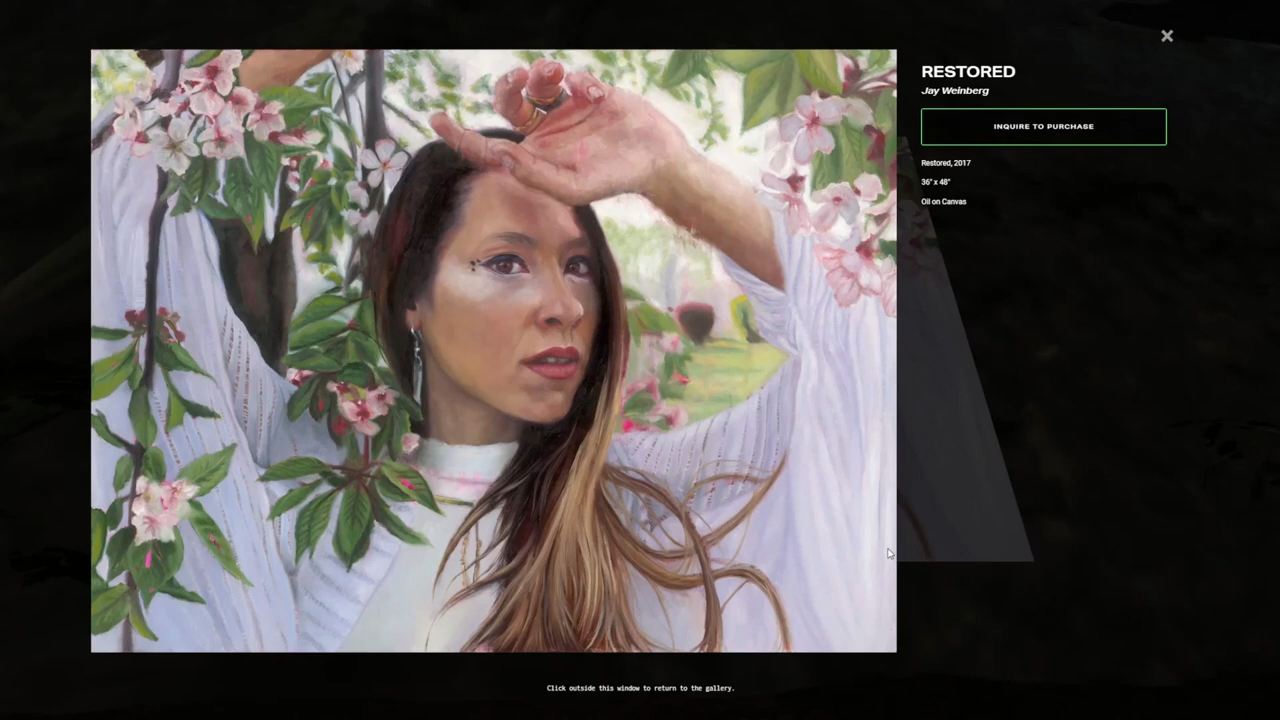 RESTORED
Jay Weinberg
INQUIRE TO PURCHASE
Restored, 2017
36" x 48"
Oil on Canvas
Click outside this window to return to the gallery.